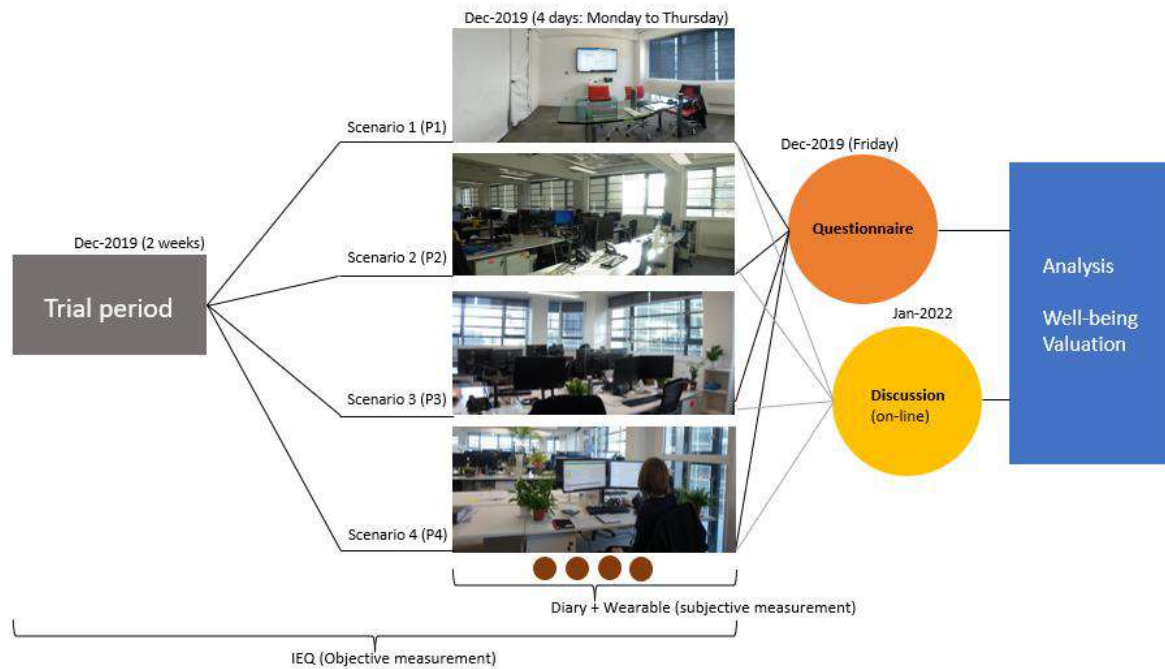 Dec-2019 (4 days: Monday to Thursday)
Scenario 1 (P1)
Dec-2019 (Friday)
Questionnaire
Dec-2019 (2 weeks)
Trial period
Scenario 2 (P2)
Analysis
Well-being
Valuation
Jan-2022
Discussion
(on-line)
Scenario 3 (P3)
Scenario 4 (P4)
Diary + Wearable (subjective measurement)
IEQ (Objective measurement)